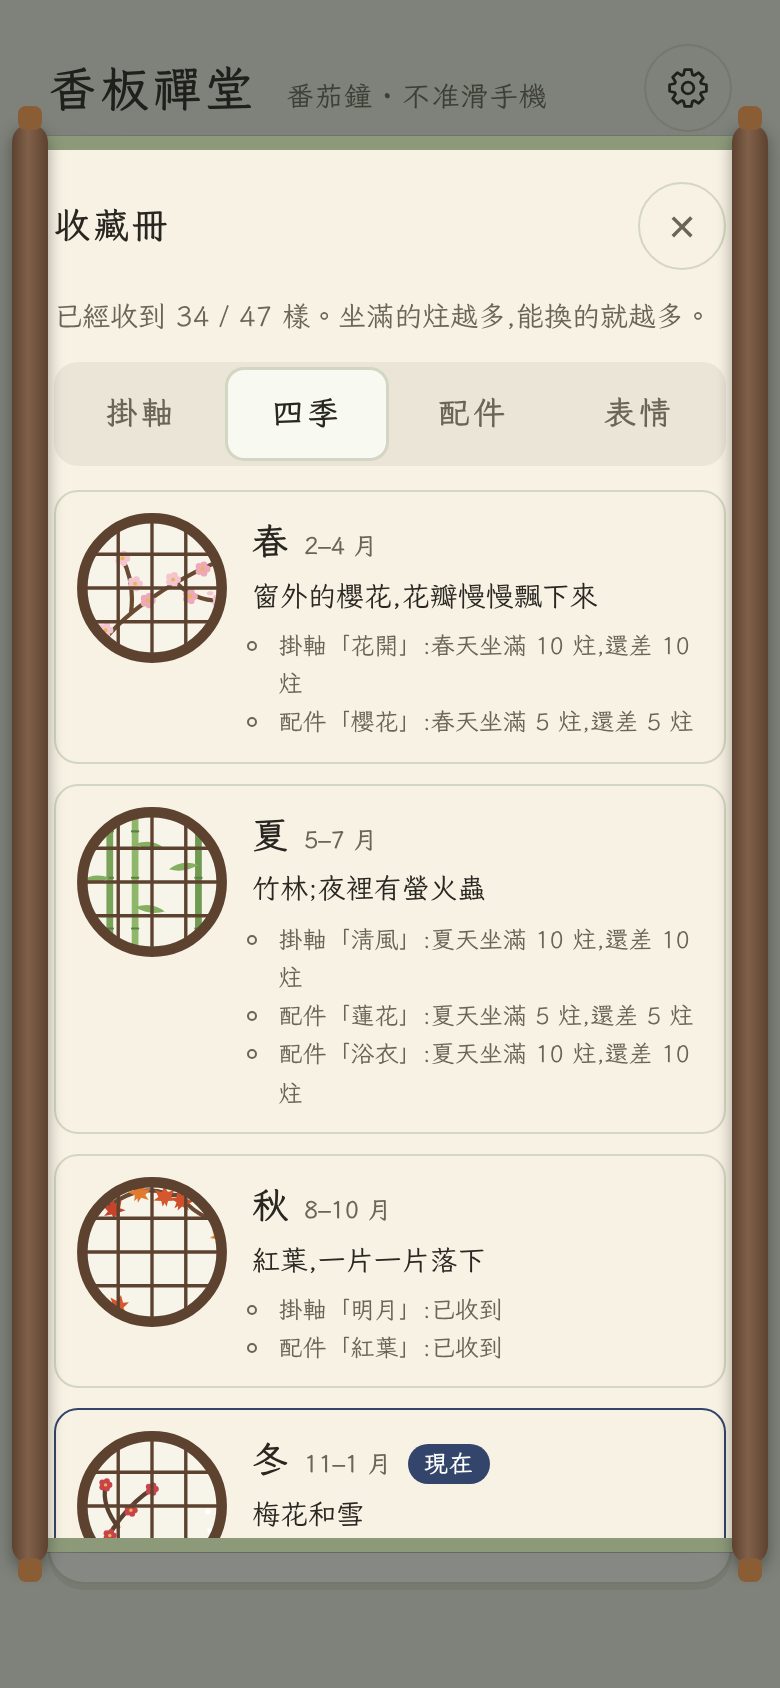 香板禪堂 番茄鐘・不准滑手機
收藏冊
已經收到 34 / 47 樣。坐滿的炷越多,能換的就越多。
掛軸 四季 配件 表情
春 2–4 月
窗外的櫻花,花瓣慢慢飄下來
掛軸「花開」:春天坐滿 10 炷,還差 10
炷
配件「櫻花」:春天坐滿 5 炷,還差 5 炷
夏 5–7 月
竹林;夜裡有螢火蟲
掛軸「清風」:夏天坐滿 10 炷,還差 10
炷
配件「蓮花」:夏天坐滿 5 炷,還差 5 炷
配件「浴衣」:夏天坐滿 10 炷,還差 10
炷
秋 8–10 月
紅葉,一片一片落下
掛軸「明月」:已收到
配件「紅葉」:已收到
冬 11–1 月 現在
梅花和雪